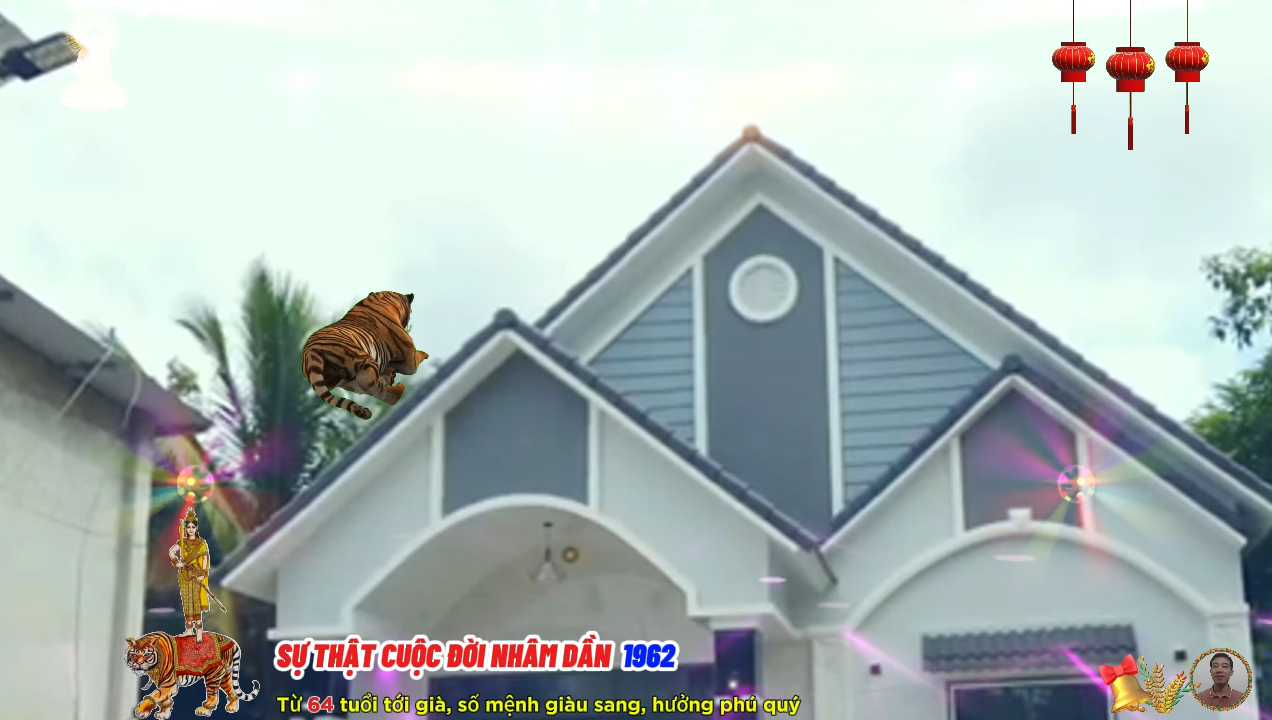 SỰ THẬT CUỘC ĐỜI NHÂM DẦN 1962
Từ 64 tuổi tới già, số mệnh giàu sang, hưởng phú quý